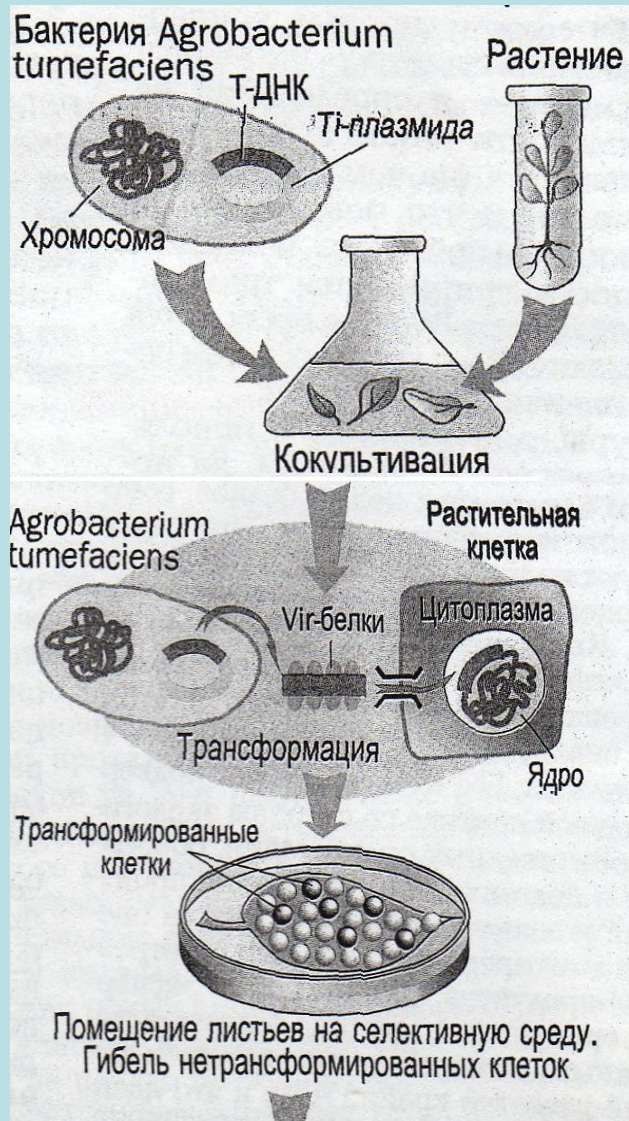 Бактерия Agrobacterium
tumefaciens
Растение
Т-ДНК
Ti-плазмида
Хромосома
Кокультивация
Agrobacterium
tumefaciens
Растительная
клетка
Vir-белки
Цитоплазма
Трансформация
Ядро
Трансформированные
клетки
Помещение листьев на селективную среду.
Гибель нетрансформированных клеток